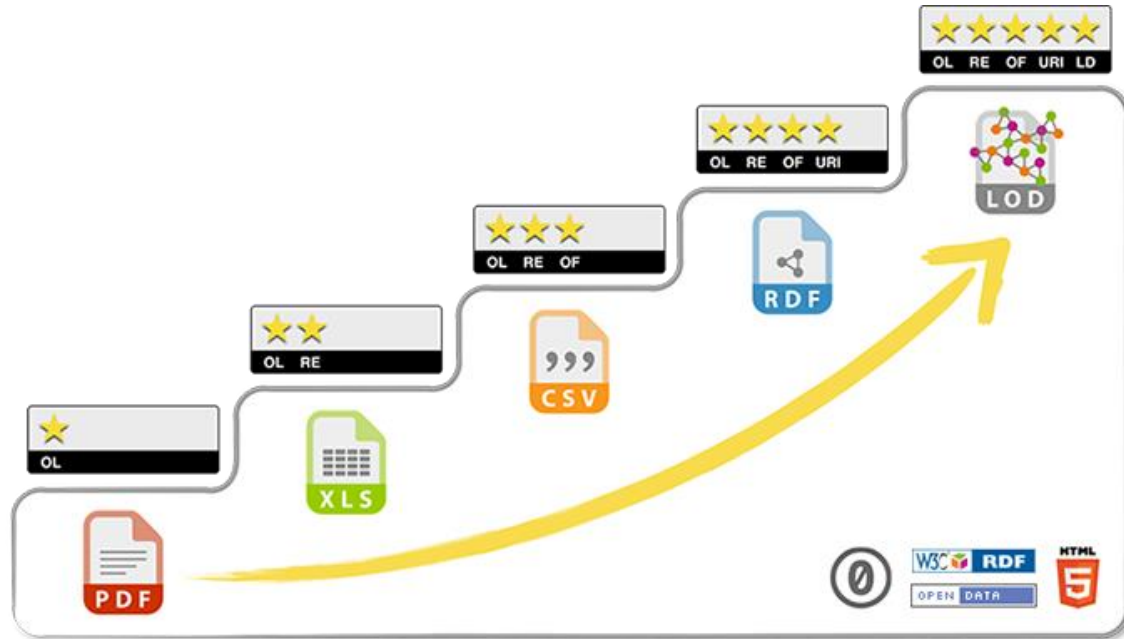 OL RE OF URI LD
LOD
OL RE OF URI
RDF
OL RE OF
,,,
CSV
OL RE
XLS
OL
PDF
0
W3C RDF
OPEN DATA
HTML
5